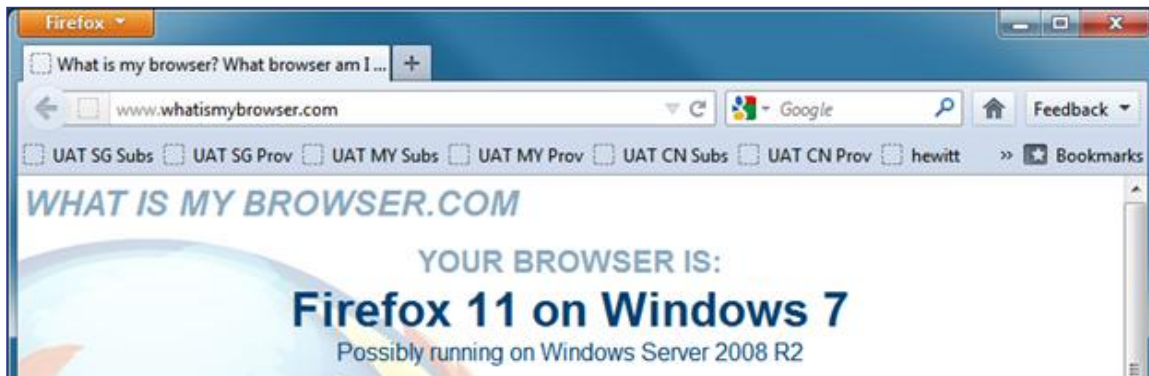 Firefox
What is my browser? What browser am I ... +
www.whatismybrowser.com Google Feedback
UAT SG Subs UAT SG Prov UAT MY Subs UAT MY Prov UAT CN Subs UAT CN Prov hewitt » Bookmarks
WHAT IS MY BROWSER.COM
YOUR BROWSER IS:
Firefox 11 on Windows 7
Possibly running on Windows Server 2008 R2